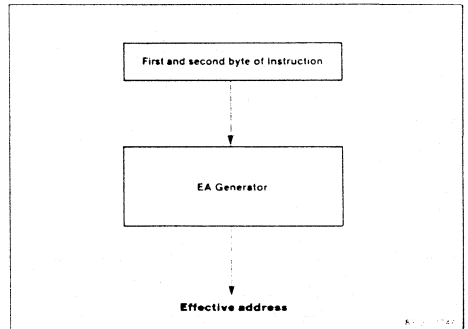 First and second byte of Instruction
EA Generator
Effective address